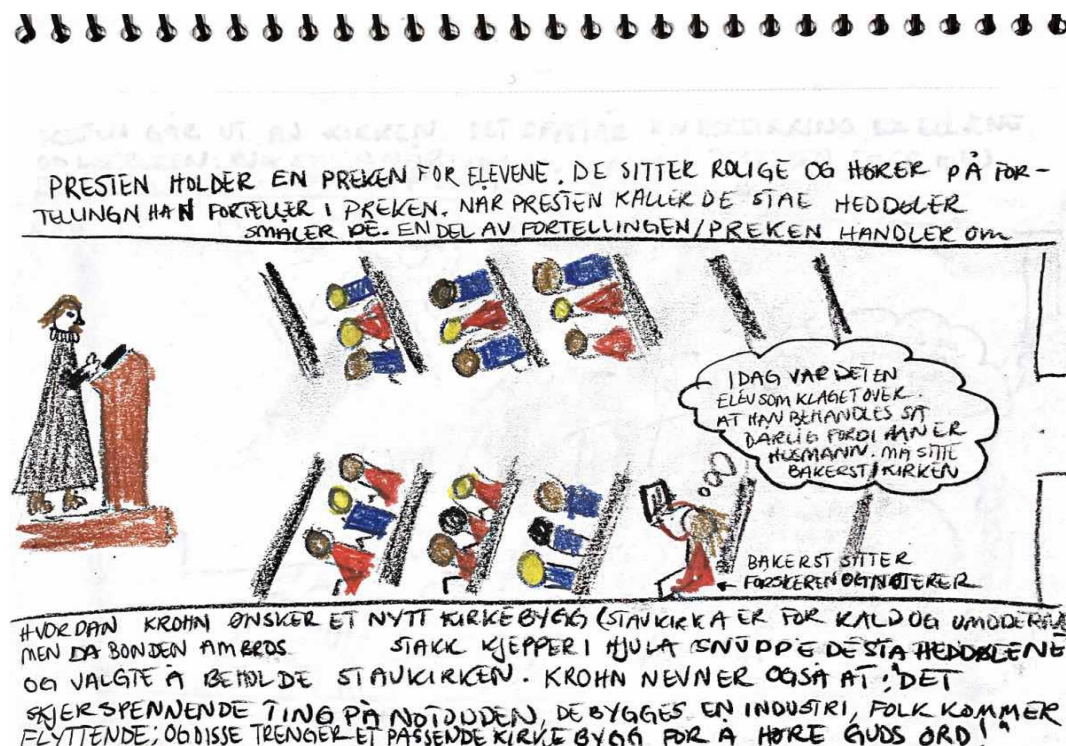 PRESTEN HOLDER EN PREKEN FOR ELEVENE. DE SITTER ROLIGE OG HØRER PÅ FOR-
TELLINGN HAN FORTELLER I PREKEN. NÅR PRESTEN KALLER DE STAE HEDDØLER
SMILER DE. EN DEL AV FORTELLINGEN/PREKEN HANDLER OM
I DAG VAR DET EN
ELEV SOM KLAGET OVER
AT HAN BEHANDLES SÅ
DÅRLIG FORDI HAN ER
HUSMANN. MÅ SITTE
BAKERST I KIRKEN
BAKERST SITTER
← FORSKEREN OG NOTERER
HVORDAN KROHN ØNSKER ET NYTT KIRKEBYGG (STAVKIRKA ER FOR KALD OG UMODERNE
MEN DA BONDEN AMBROS STAKK KJEPPER I HJULA SNUDDE DE STA HEDDØLENE
OG VALGTE Å BEHOLDE STAVKIRKEN. KROHN NEVNER OGSÅ AT: "DET
SKJER SPENNENDE TING PÅ NOTODDEN, DE BYGGES EN INDUSTRI, FOLK KOMMER
FLYTTENDE; OG DISSE TRENGER ET PASSENDE KIRKEBYGG FOR Å HØRE GUDS ORD!"